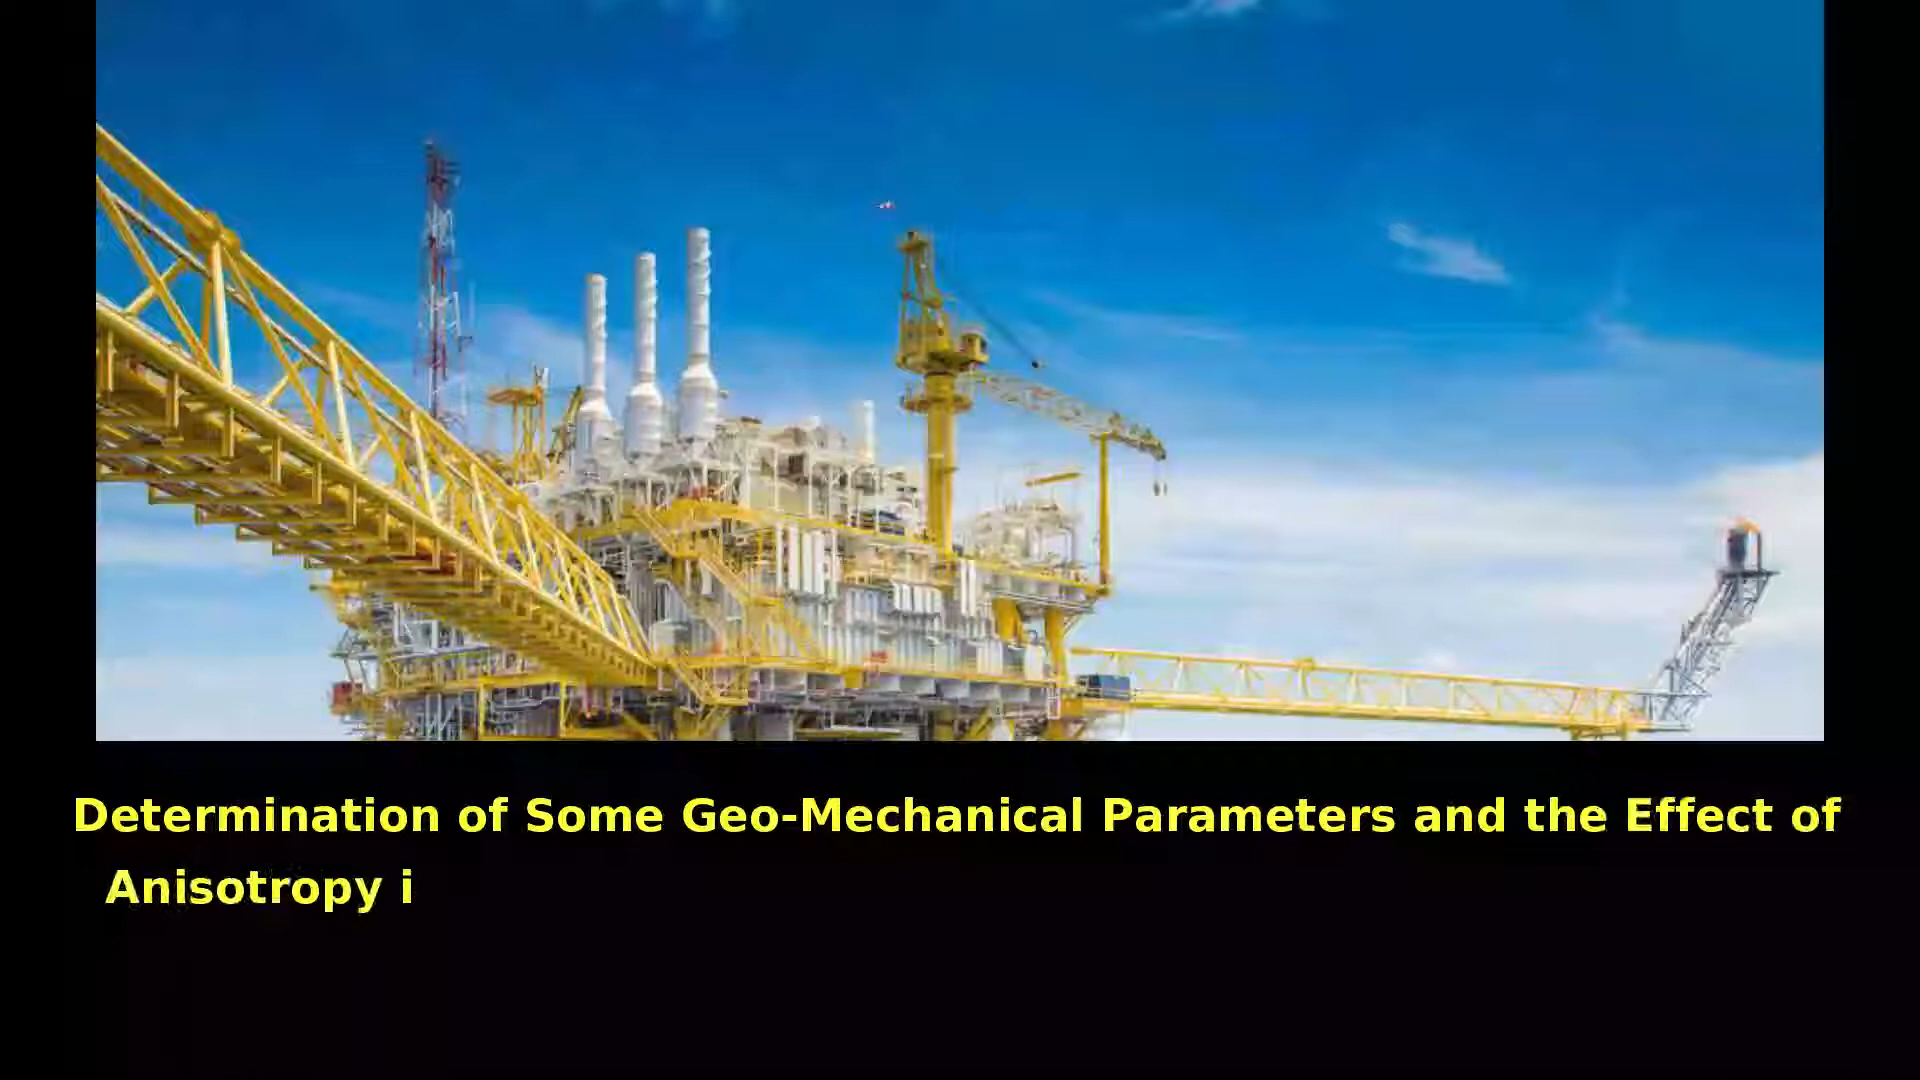 Determination of Some Geo-Mechanical Parameters and the Effect of
Anisotropy i